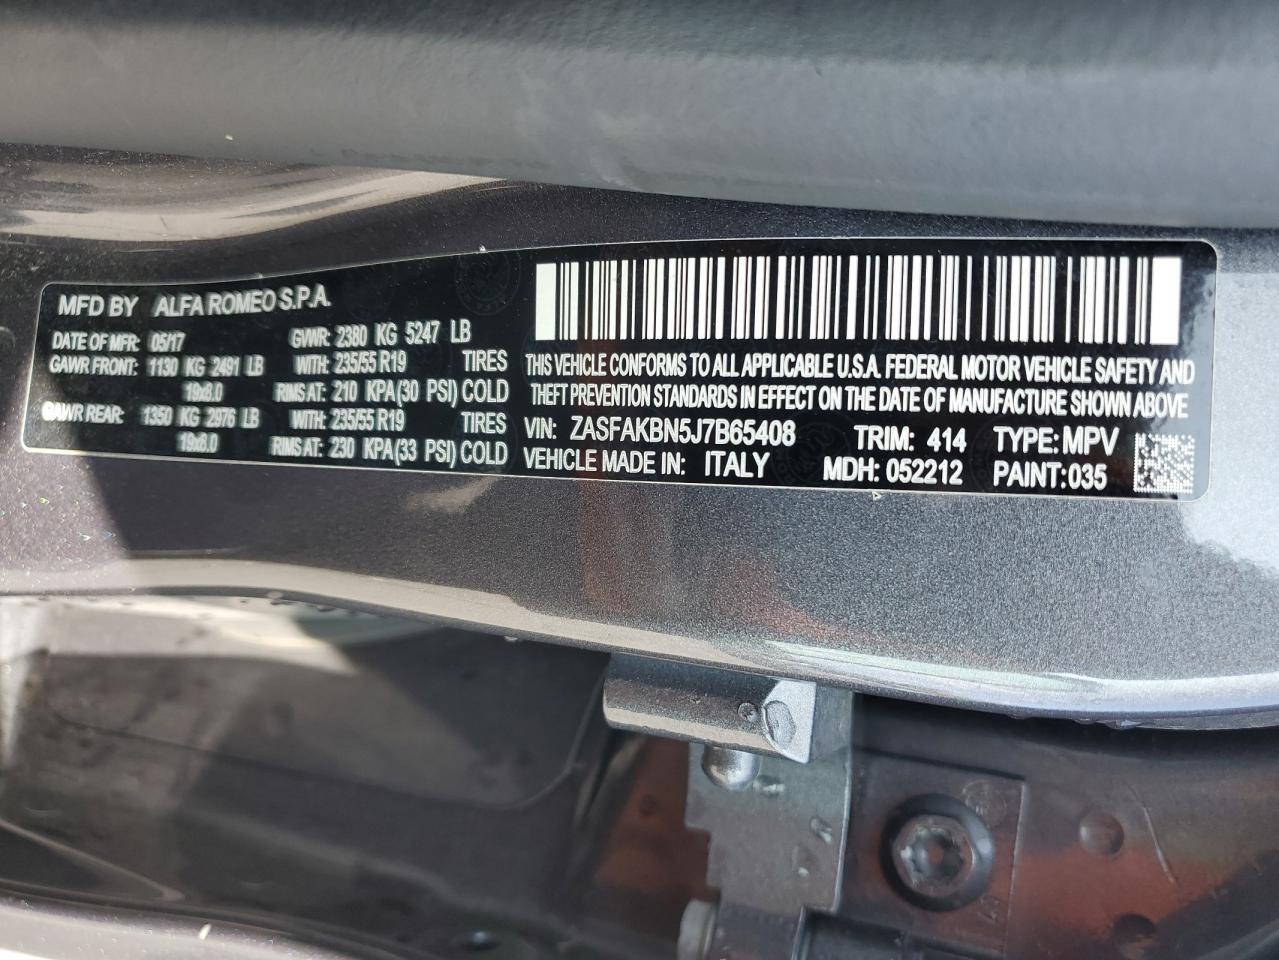 MFD BY ALFA ROMEO S.P.A.
DATE OF MFR: 05/17 GVWR: 2380 KG 5247 LB
GAWR FRONT: 1130 KG 2491 LB WITH: 235/55 R19 TIRES
19x8.0 RIMS AT: 210 KPA(30 PSI) COLD
GAWR REAR: 1350 KG 2976 LB WITH: 235/55 R19 TIRES
19x8.0 RIMS AT: 230 KPA(33 PSI) COLD
THIS VEHICLE CONFORMS TO ALL APPLICABLE U.S.A. FEDERAL MOTOR VEHICLE SAFETY AND
THEFT PREVENTION STANDARDS IN EFFECT ON THE DATE OF MANUFACTURE SHOWN ABOVE
VIN: ZASFAKBN5J7B65408 TRIM: 414 TYPE: MPV
VEHICLE MADE IN: ITALY MDH: 052212 PAINT: 035